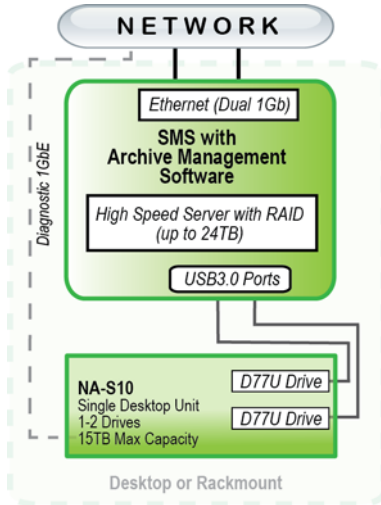 NETWORK
Diagnostic 1GbE
Ethernet (Dual 1Gb)
SMS with
Archive Management
Software
High Speed Server with RAID
(up to 24TB)
USB3.0 Ports
NA-S10
Single Desktop Unit
1-2 Drives
15TB Max Capacity
D77U Drive
D77U Drive
Desktop or Rackmount